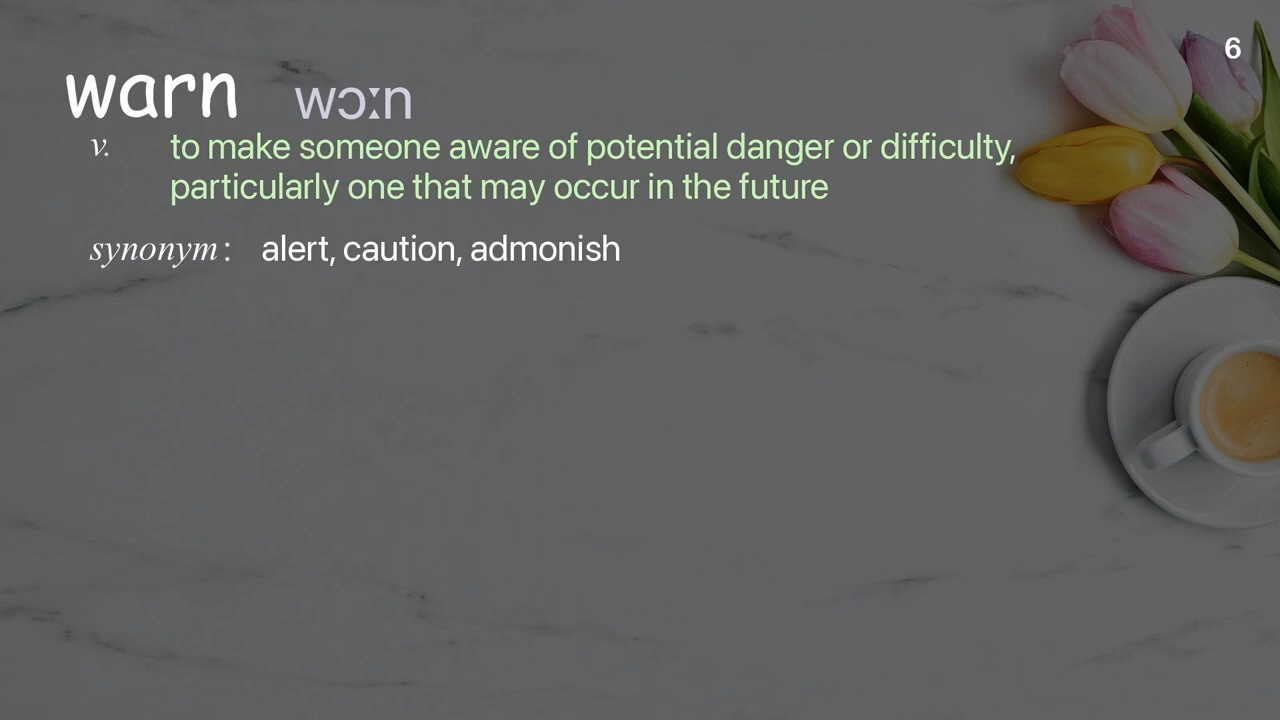 6
warn wɔːn
v. to make someone aware of potential danger or difficulty,
particularly one that may occur in the future
synonym : alert, caution, admonish